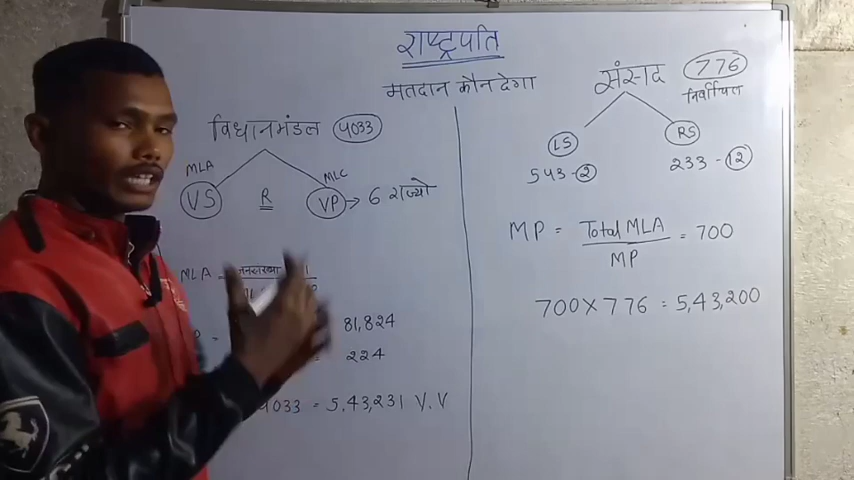 राष्ट्रपति
मतदान कौन देगा
विधानमंडल 4033
MLA MLC
VS R VP → 6 राज्यो
MLA =
81,824
224
4033 = 5,43,231 V.V
संसद 776
निर्वाचित
LS RS
543 - 2 233 - 12
MP = Total MLA / MP = 700
700 × 776 = 5,43,200